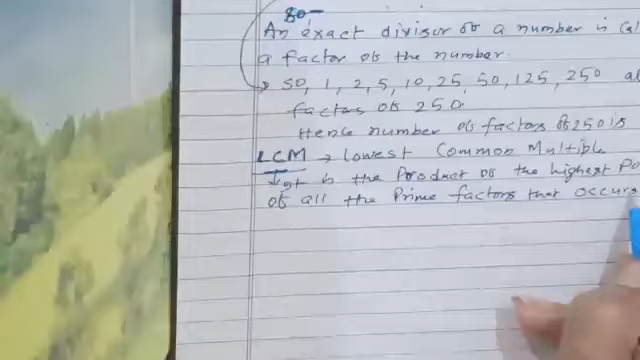 80
An exact divisor of a number is
a factor of the number.
→ 50, 1, 2, 5, 10, 25, 50, 125, 250
factors of 250.
Hence number of factors of 250 is
LCM → Lowest Common Multiple
is the Product of the highest Po
of all the Prime factors that occurs